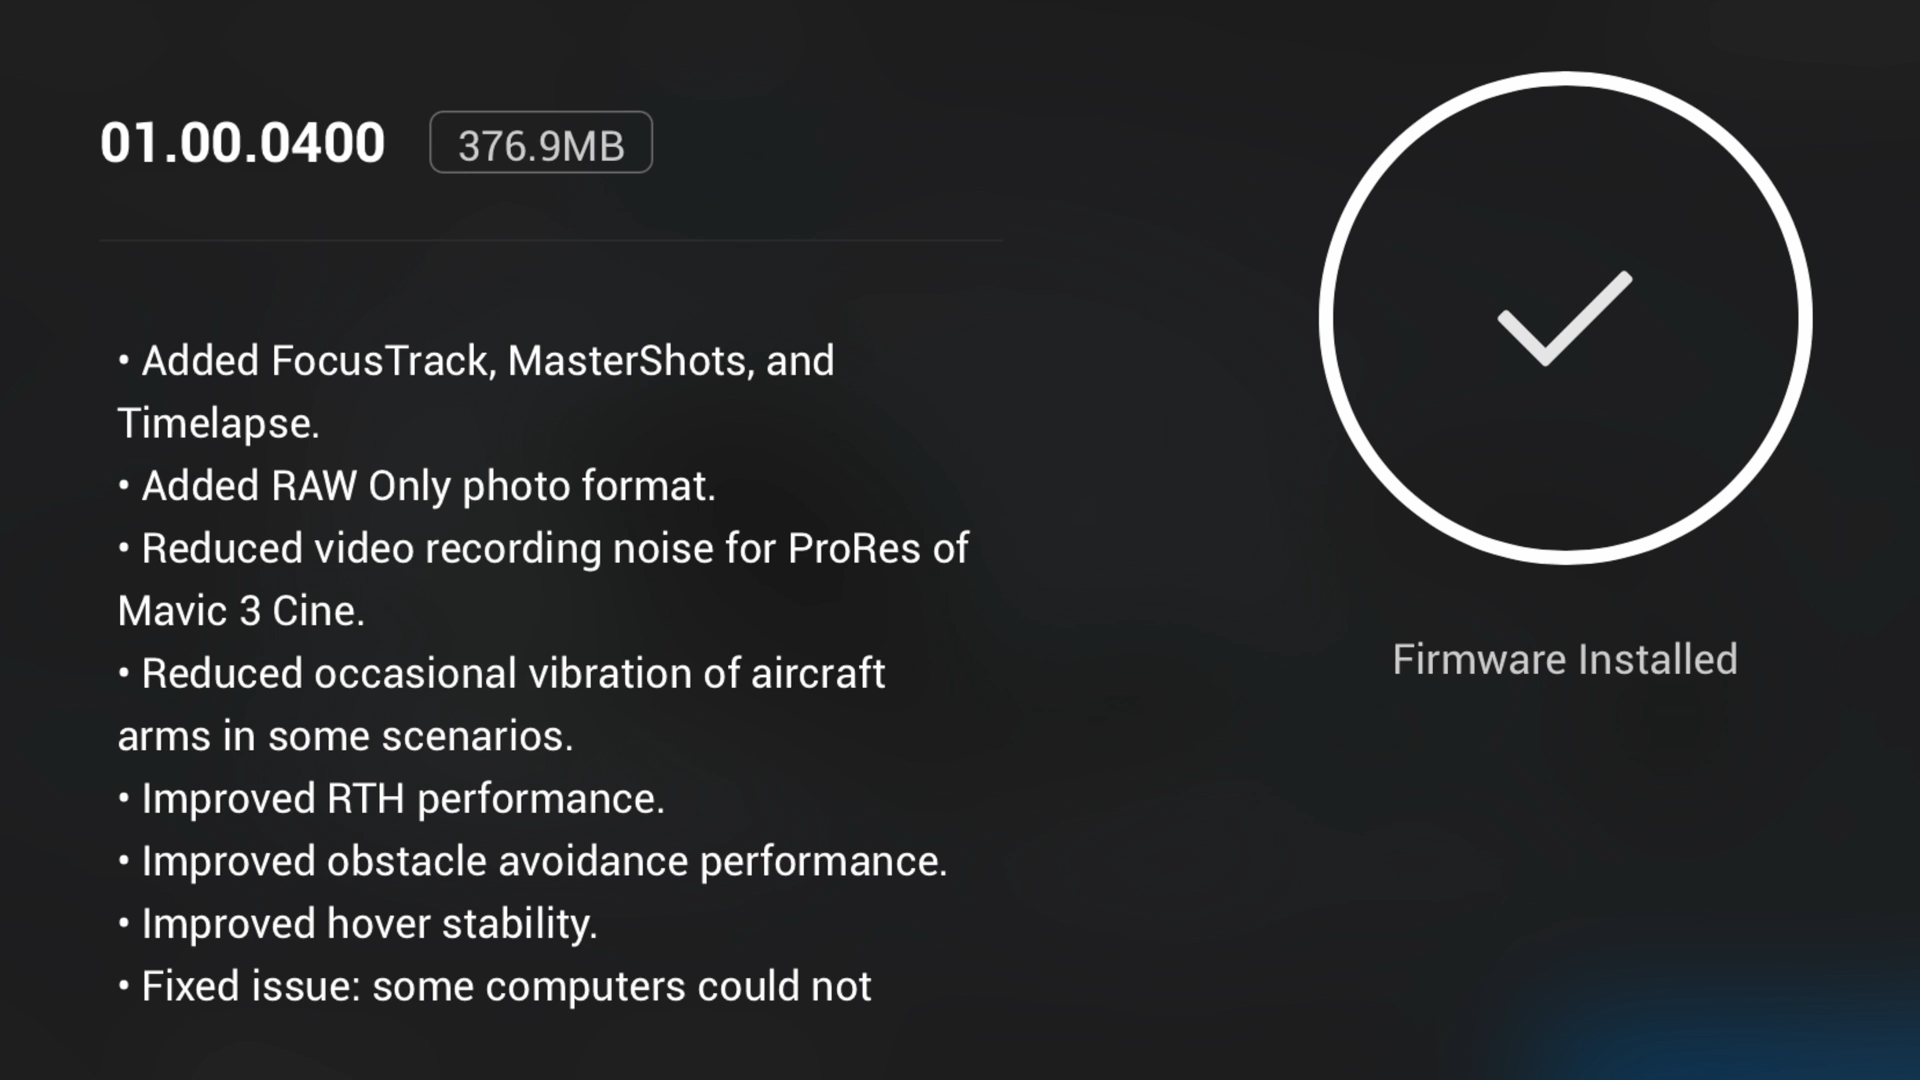 01.00.0400 376.9MB
• Added FocusTrack, MasterShots, and
Timelapse.
• Added RAW Only photo format.
• Reduced video recording noise for ProRes of
Mavic 3 Cine.
• Reduced occasional vibration of aircraft
arms in some scenarios.
• Improved RTH performance.
• Improved obstacle avoidance performance.
• Improved hover stability.
• Fixed issue: some computers could not
Firmware Installed